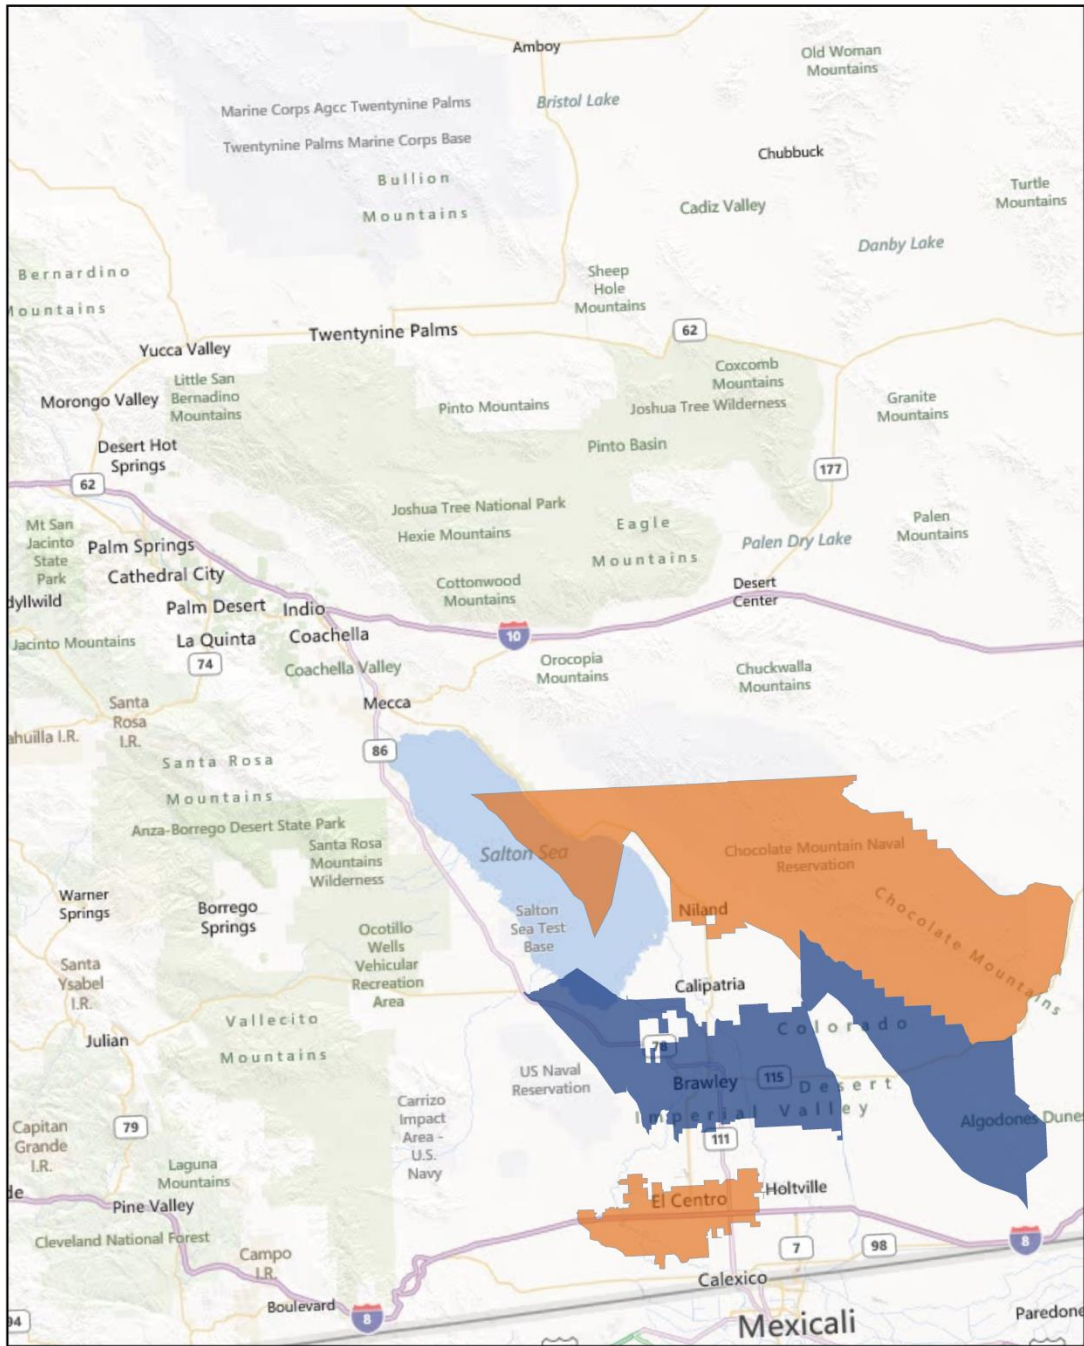 Amboy
Old Woman
Mountains
Marine Corps Agcc Twentynine Palms
Bristol Lake
Twentynine Palms Marine Corps Base
Chubbuck
Bullion
Mountains
Turtle
Mountains
Cadiz Valley
Danby Lake
Bernardino
Mountains
Sheep
Hole
Mountains
Twentynine Palms
62
Yucca Valley
Little San
Bernadino
Mountains
Coxcomb
Mountains
Morongo Valley
Pinto Mountains
Joshua Tree Wilderness
Granite
Mountains
Desert Hot
Springs
Pinto Basin
62
177
Joshua Tree National Park
Hexie Mountains
Eagle
Mountains
Palen
Mountains
Mt San
Jacinto
State
Park
Palm Springs
Palen Dry Lake
Cathedral City
Cottonwood
Mountains
Desert
Center
dyllwild
Palm Desert
Indio
10
Jacinto Mountains
La Quinta
Coachella
74
Coachella Valley
Orocopia
Mountains
Chuckwalla
Mountains
Santa
Rosa
I.R.
Mecca
ahuilla I.R.
86
Santa Rosa
Mountains
Anza-Borrego Desert State Park
Santa Rosa
Mountains
Wilderness
Salton Sea
Chocolate Mountain Naval
Reservation
Warner
Springs
Borrego
Springs
Salton
Sea Test
Base
Niland
Chocolate Mountains
Ocotillo
Wells
Vehicular
Recreation
Area
Santa
Ysabel
I.R.
Calipatria
Vallecito
Mountains
Colorado
Desert
Julian
78
US Naval
Reservation
Brawley
115
Imperial Valley
Carrizo
Impact
Area -
U.S.
Navy
Algodones Dune
Capitan
Grande
I.R.
79
111
Laguna
Mountains
de
Pine Valley
El Centro
Holtville
Cleveland National Forest
Campo
I.R.
7
98
8
Calexico
Boulevard
8
94
Mexicali
Paredone